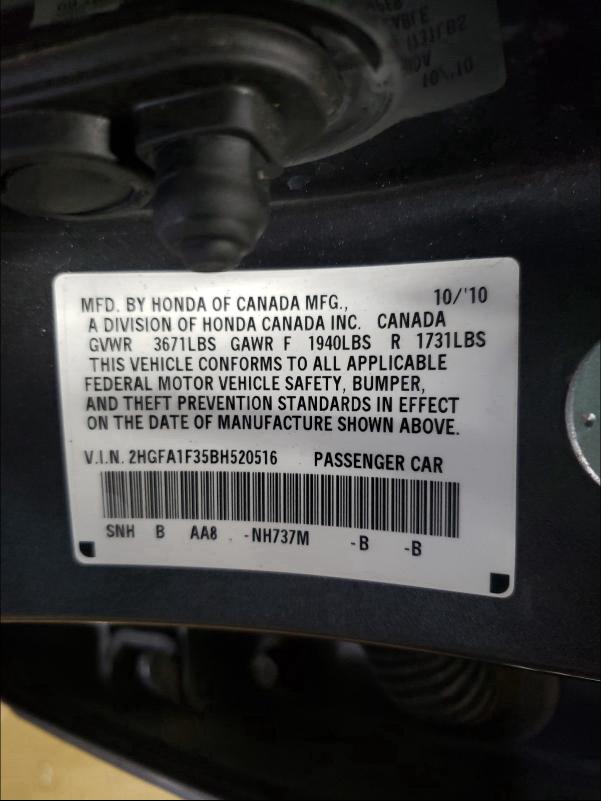 MFD. BY HONDA OF CANADA MFG., 10/'10
A DIVISION OF HONDA CANADA INC. CANADA
GVWR 3671LBS GAWR F 1940LBS R 1731LBS
THIS VEHICLE CONFORMS TO ALL APPLICABLE
FEDERAL MOTOR VEHICLE SAFETY, BUMPER,
AND THEFT PREVENTION STANDARDS IN EFFECT
ON THE DATE OF MANUFACTURE SHOWN ABOVE.
V.I.N. 2HGFA1F35BH520516 PASSENGER CAR
SNH B AA8 -NH737M -B -B